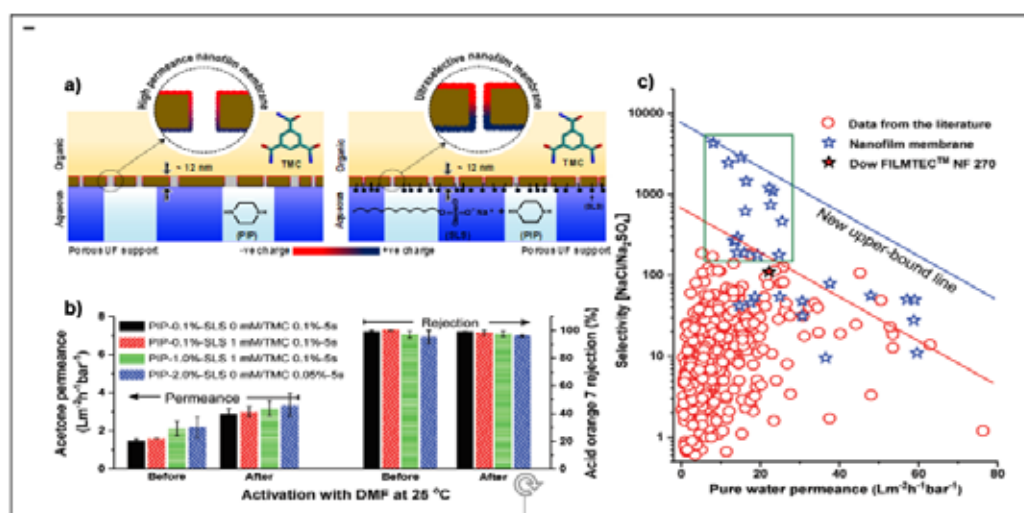 a)
High permeance nanofilm membrane
Organic
Aqueous
TMC
~ 12 nm
(PIP)
Porous UF support
-ve charge
+ve charge
Ultraselective nanofilm membrane
Organic
Aqueous
TMC
~ 12 nm
O⁻Na⁺
+
(SLS)
(PIP)
(SLS)
Porous UF support
b)
Acetone permeance
(Lm⁻²h⁻¹bar⁻¹)
8
6
4
2
0
PIP-0.1%-SLS 0 mM/TMC 0.1%-5s
PIP-0.1%-SLS 1 mM/TMC 0.1%-5s
PIP-1.0%-SLS 1 mM/TMC 0.1%-5s
PIP-2.0%-SLS 0 mM/TMC 0.05%-5s
Permeance
Rejection
Before
After
Before
After
Activation with DMF at 25 °C
100
80
60
40
20
0
Acid orange 7 rejection (%)
c)
Selectivity [NaCl/Na₂SO₄]
10000
1000
100
10
1
Data from the literature
Nanofilm membrane
Dow FILMTEC™ NF 270
New upper-bound line
0 20 40 60 80
Pure water permeance (Lm⁻²h⁻¹bar⁻¹)